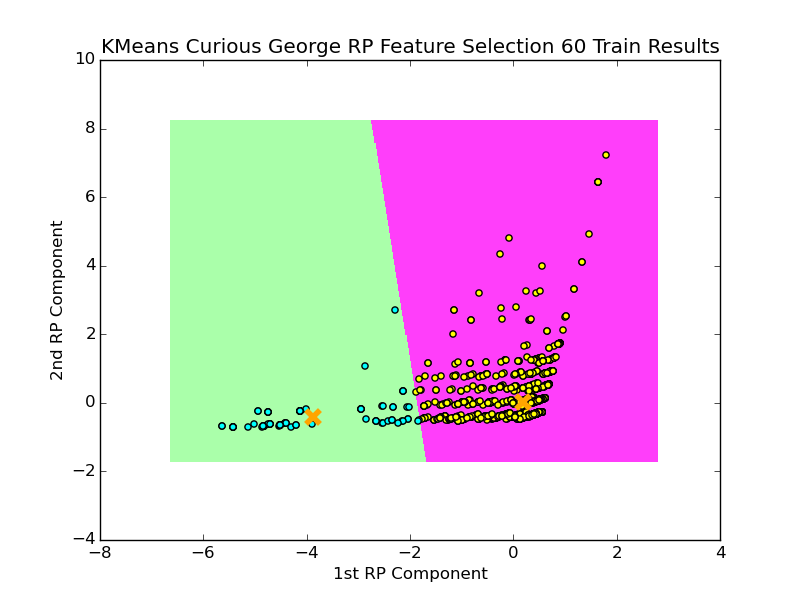 KMeans Curious George RP Feature Selection 60 Train Results
10
8
6
4
2
0
−2
−4
2nd RP Component
−8 −6 −4 −2 0 2 4
1st RP Component